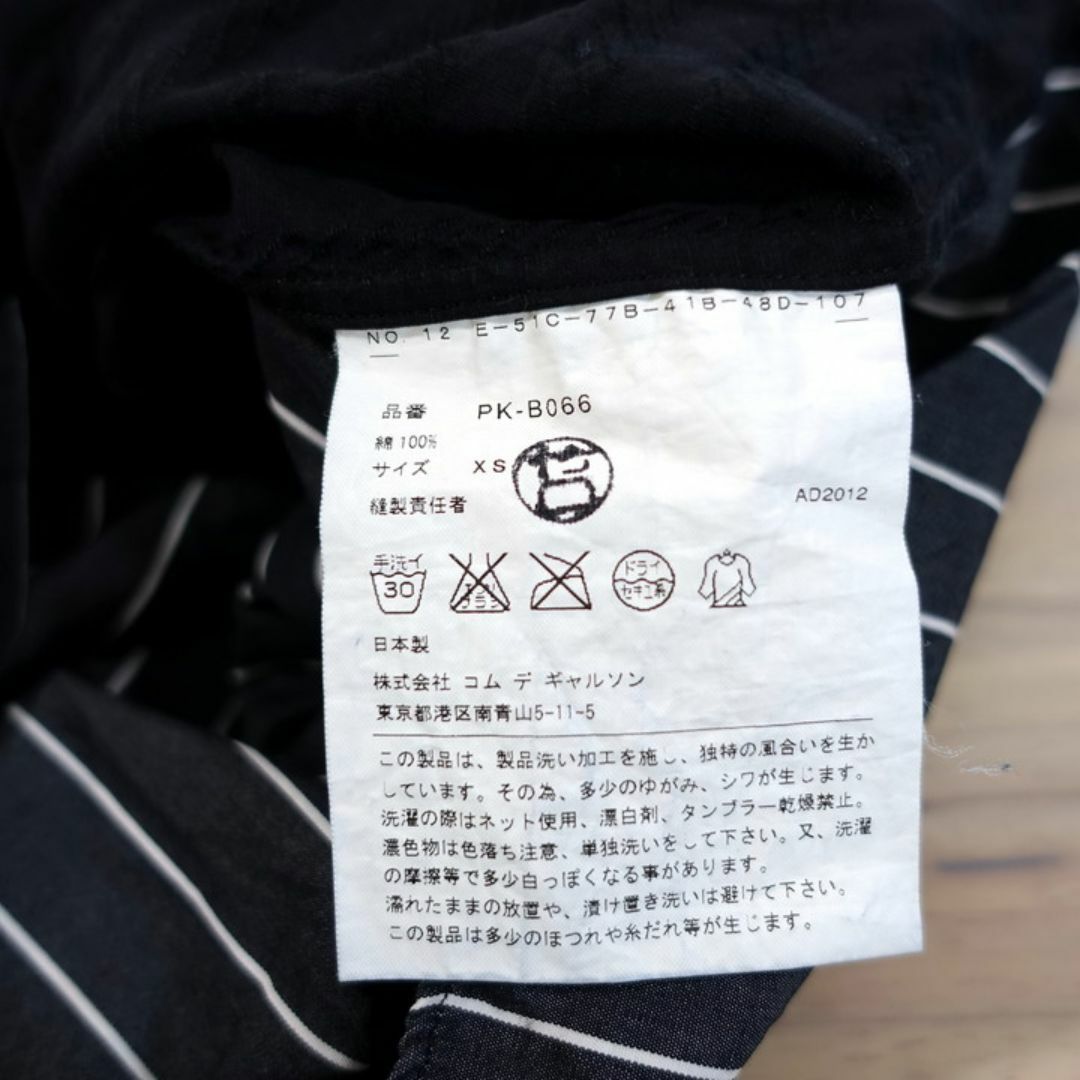 NO. 12 E-51C-77B-41B-48D-107
品番 PK-B066
綿 100%
サイズ XS
縫製責任者
AD2012
手洗イ
30
エンソ
サラシ
ドライ
セキユ系
日本製
株式会社 コム デ ギャルソン
東京都港区南青山5-11-5
この製品は、製品洗い加工を施し、独特の風合いを生か
しています。その為、多少のゆがみ、シワが生じます。
洗濯の際はネット使用、漂白剤、タンブラー乾燥禁止。
濃色物は色落ち注意、単独洗いをして下さい。又、洗濯
の摩擦等で多少白っぽくなる事があります。
濡れたままの放置や、漬け置き洗いは避けて下さい。
この製品は多少のほつれや糸だれ等が生じます。